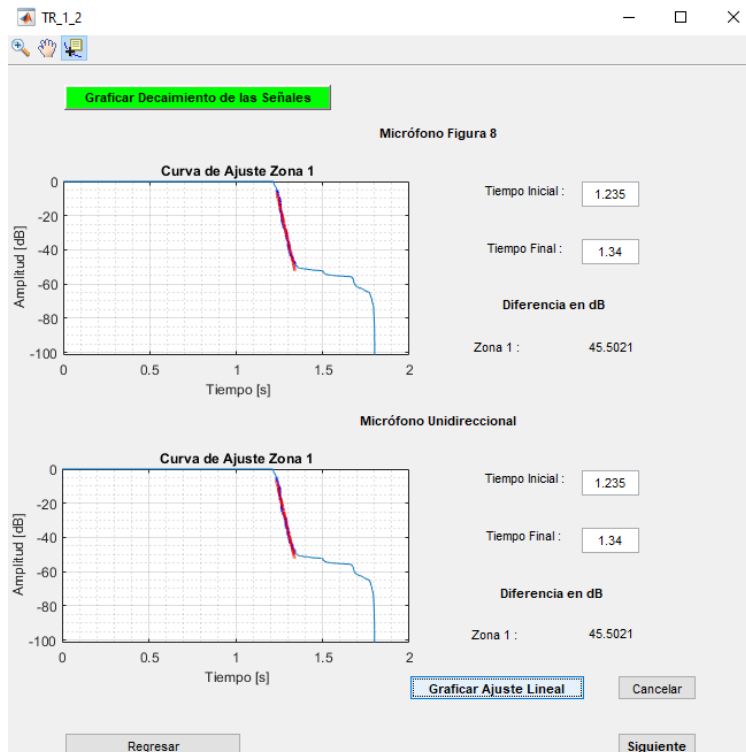 TR_1_2
Graficar Decaimiento de las Señales
Micrófono Figura 8
Curva de Ajuste Zona 1
0
-20
-40
-60
-80
-100
Amplitud [dB]
0 0.5 1 1.5 2
Tiempo [s]
Tiempo Inicial : 1.235
Tiempo Final : 1.34
Diferencia en dB
Zona 1 : 45.5021
Micrófono Unidireccional
Curva de Ajuste Zona 1
0
-20
-40
-60
-80
-100
Amplitud [dB]
0 0.5 1 1.5 2
Tiempo [s]
Tiempo Inicial : 1.235
Tiempo Final : 1.34
Diferencia en dB
Zona 1 : 45.5021
Graficar Ajuste Lineal Cancelar
Regresar Siguiente